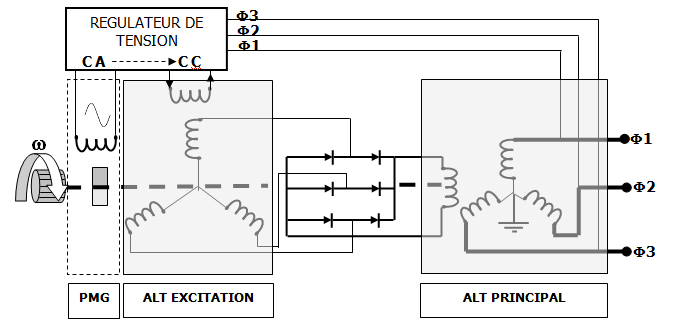 REGULATEUR DE
TENSION
CA CC
Φ3
Φ2
Φ1
ω
Φ1
Φ2
Φ3
PMG
ALT EXCITATION
ALT PRINCIPAL